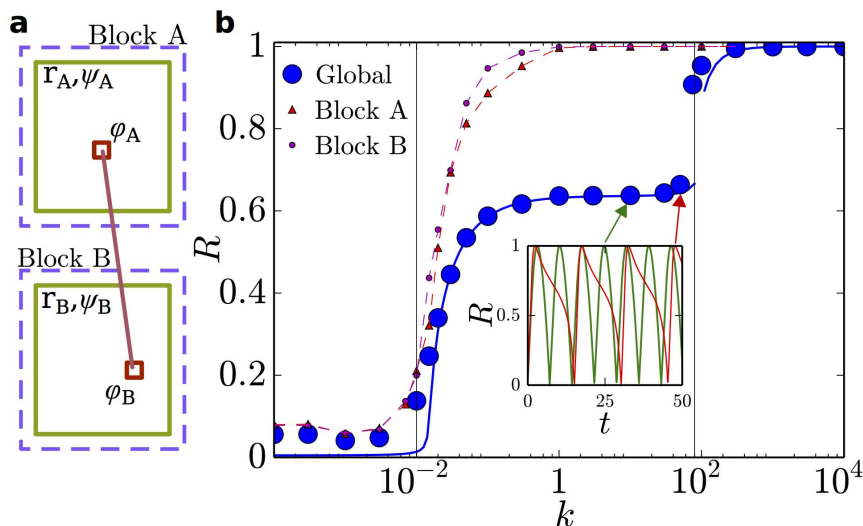 a
Block A
r_A,ψ_A
φ_A
Block B
r_B,ψ_B
φ_B
b
1
0.8
0.6
0.4
0.2
0
R
Global
Block A
Block B
10^−2
1
10^2
10^4
k
1
0.5
0
R
0
25
50
t